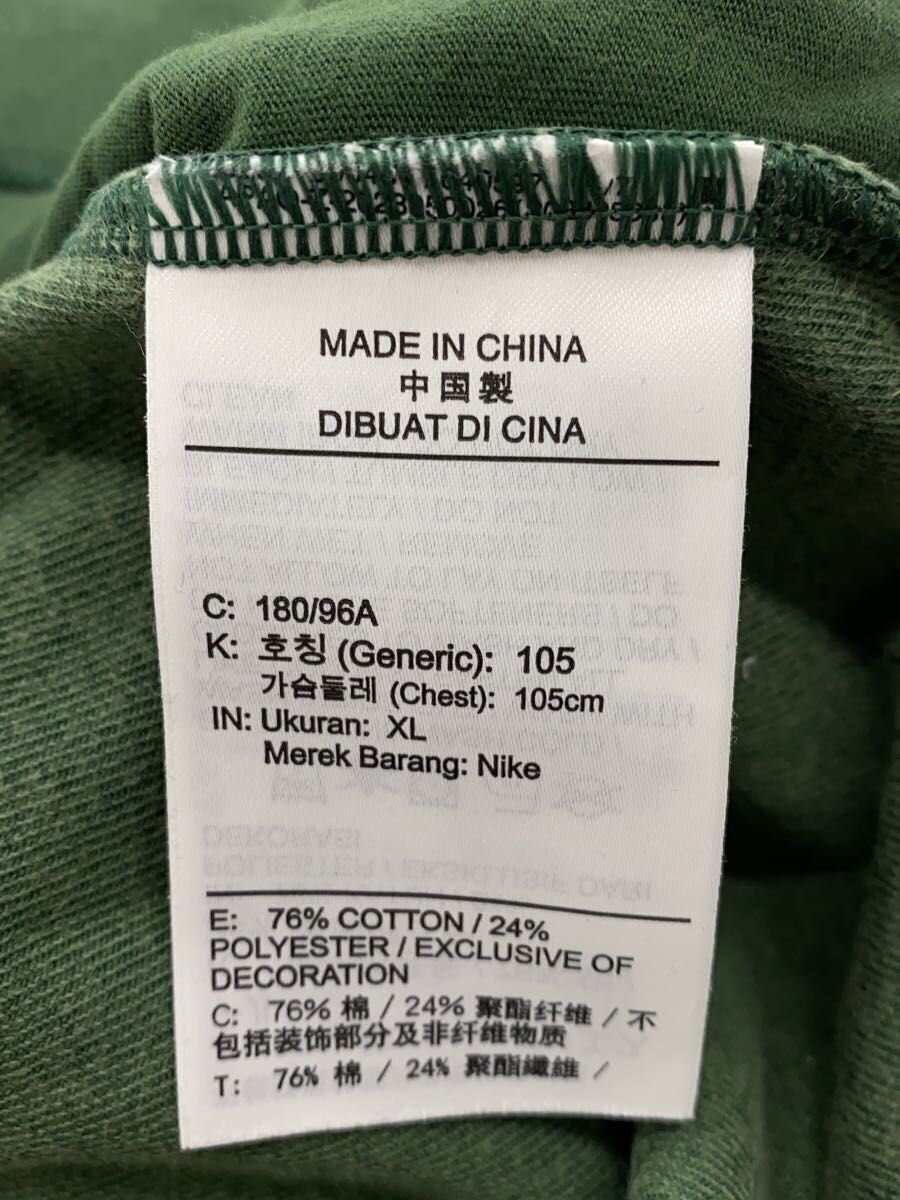 MADE IN CHINA
中国製
DIBUAT DI CINA
C: 180/96A
K: 호칭 (Generic): 105
가슴둘레 (Chest): 105cm
IN: Ukuran: XL
Merek Barang: Nike
E: 76% COTTON / 24%
POLYESTER / EXCLUSIVE OF
DECORATION
C: 76% 棉 / 24% 聚酯纤维 / 不
包括装饰部分及非纤维物质
T: 76% 棉 / 24% 聚酯纖維 /